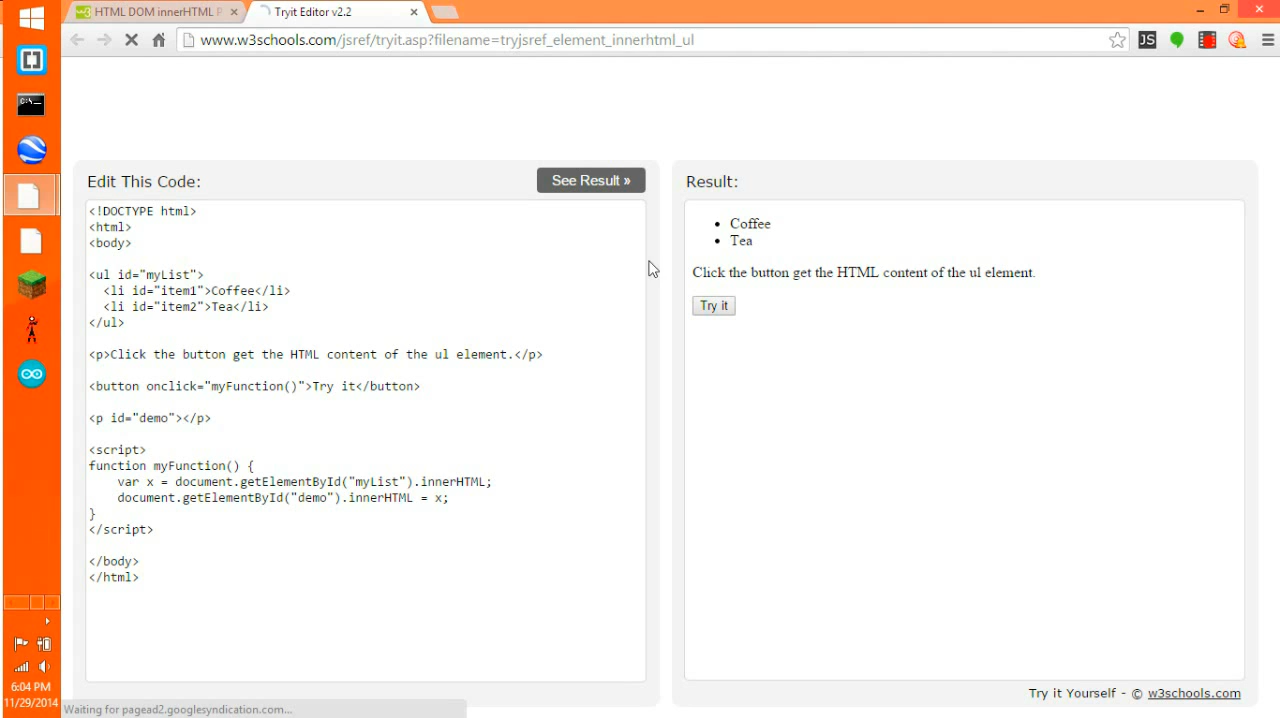 HTML DOM innerHTML P
Tryit Editor v2.2
www.w3schools.com/jsref/tryit.asp?filename=tryjsref_element_innerhtml_ul
JS
C:\
Edit This Code:
See Result »
<!DOCTYPE html>
<html>
<body>
<ul id="myList">
  <li id="item1">Coffee</li>
  <li id="item2">Tea</li>
</ul>
<p>Click the button get the HTML content of the ul element.</p>
<button onclick="myFunction()">Try it</button>
<p id="demo"></p>
<script>
function myFunction() {
    var x = document.getElementById("myList").innerHTML;
    document.getElementById("demo").innerHTML = x;
}
</script>
</body>
</html>
Result:
• Coffee
• Tea
Click the button get the HTML content of the ul element.
Try it
Try it Yourself - © w3schools.com
6:04 PM
11/29/2014
Waiting for pagead2.googlesyndication.com...